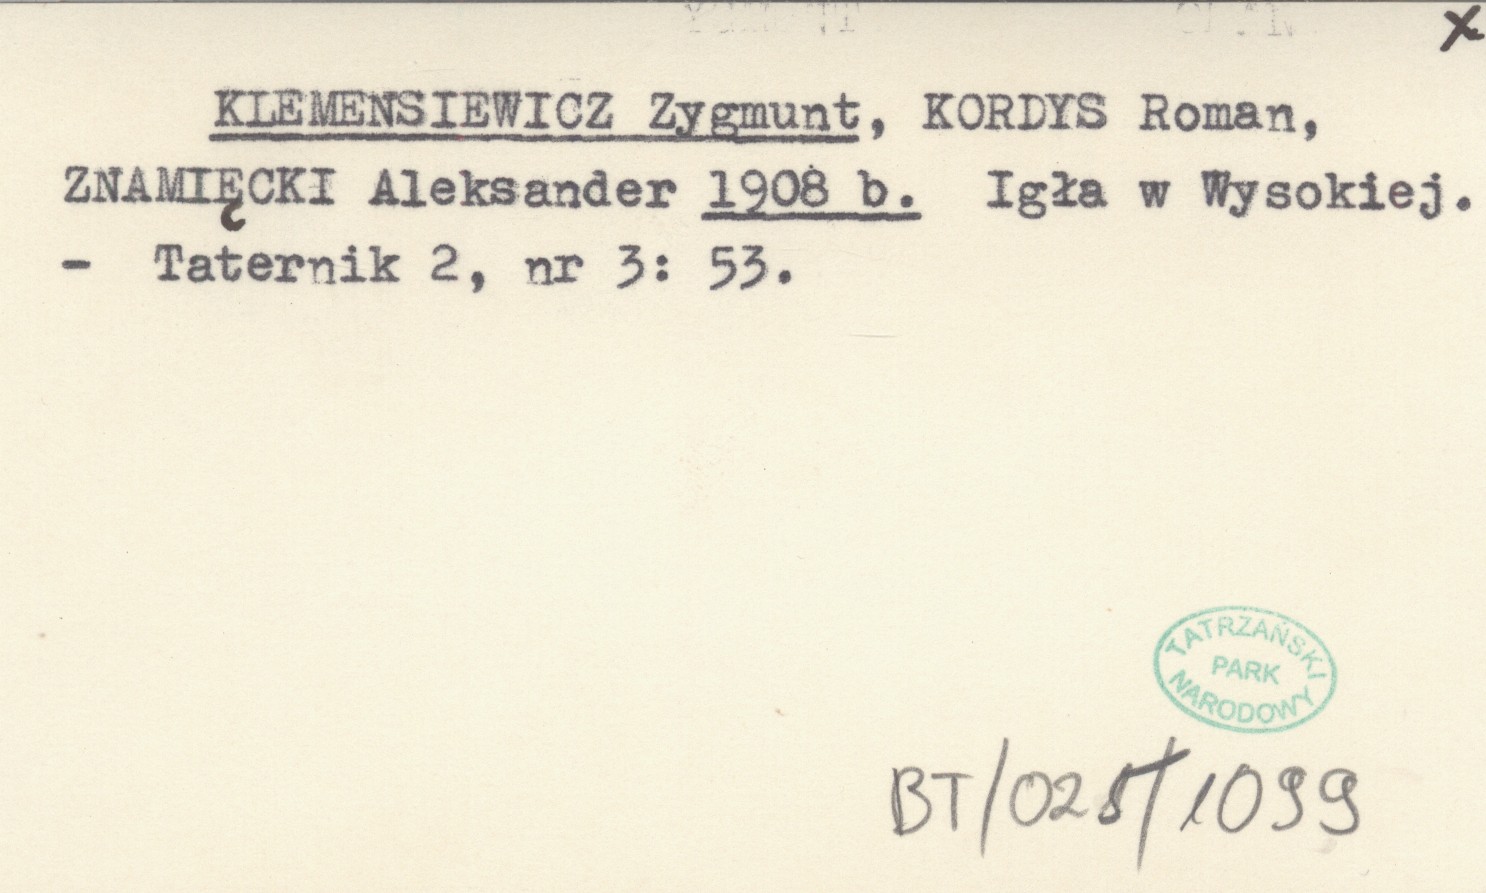 x
KLEMENSIEWICZ Zygmunt, KORDYS Roman,
ZNAMIĘCKI Aleksander 1908 b. Igła w Wysokiej.
- Taternik 2, nr 3: 53.
TATRZAŃSKI
PARK
NARODOWY
BT/025/1099